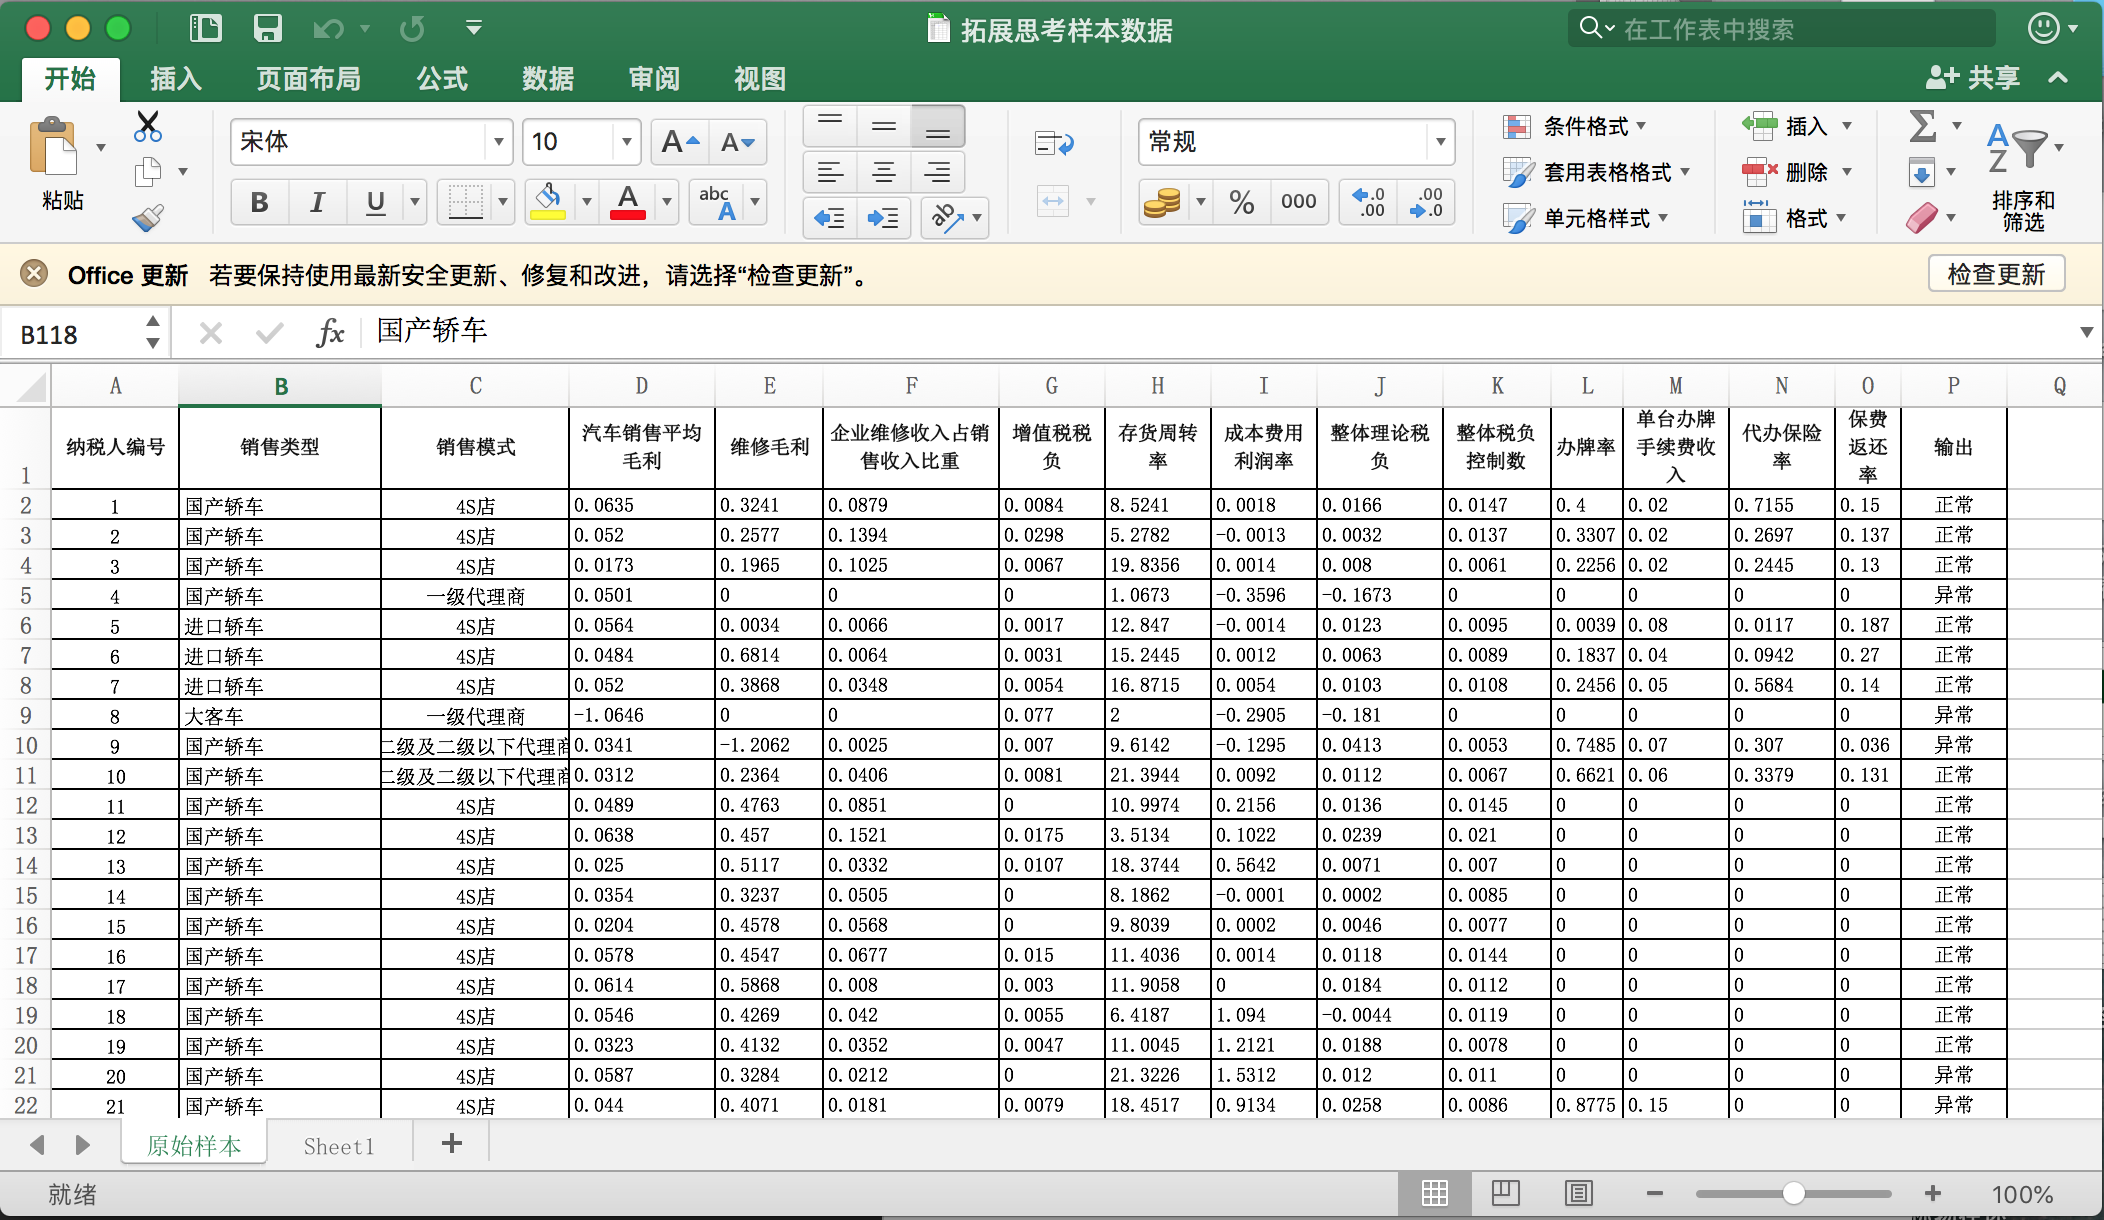 拓展思考样本数据
在工作表中搜索
开始 插入 页面布局 公式 数据 审阅 视图
共享
粘贴
宋体 10
常规
B I U
abc A
% 000
条件格式
套用表格格式
单元格样式
插入
删除
格式
排序和
筛选
Office 更新 若要保持使用最新安全更新、修复和改进，请选择“检查更新”。
检查更新
B118 fx 国产轿车
A B C D E F G H I J K L M N O P Q
1 纳税人编号 销售类型 销售模式 汽车销售平均毛利 维修毛利 企业维修收入占销售收入比重 增值税税负 存货周转率 成本费用利润率 整体理论税负 整体税负控制数 办牌率 单台办牌手续费收入 代办保险率 保费返还率 输出
2 1 国产轿车 4S店 0.0635 0.3241 0.0879 0.0084 8.5241 0.0018 0.0166 0.0147 0.4 0.02 0.7155 0.15 正常
3 2 国产轿车 4S店 0.052 0.2577 0.1394 0.0298 5.2782 -0.0013 0.0032 0.0137 0.3307 0.02 0.2697 0.137 正常
4 3 国产轿车 4S店 0.0173 0.1965 0.1025 0.0067 19.8356 0.0014 0.008 0.0061 0.2256 0.02 0.2445 0.13 正常
5 4 国产轿车 一级代理商 0.0501 0 0 0 1.0673 -0.3596 -0.1673 0 0 0 0 0 异常
6 5 进口轿车 4S店 0.0564 0.0034 0.0066 0.0017 12.847 -0.0014 0.0123 0.0095 0.0039 0.08 0.0117 0.187 正常
7 6 进口轿车 4S店 0.0484 0.6814 0.0064 0.0031 15.2445 0.0012 0.0063 0.0089 0.1837 0.04 0.0942 0.27 正常
8 7 进口轿车 4S店 0.052 0.3868 0.0348 0.0054 16.8715 0.0054 0.0103 0.0108 0.2456 0.05 0.5684 0.14 正常
9 8 大客车 一级代理商 -1.0646 0 0 0.077 2 -0.2905 -0.181 0 0 0 0 0 异常
10 9 国产轿车 二级及二级以下代理商 0.0341 -1.2062 0.0025 0.007 9.6142 -0.1295 0.0413 0.0053 0.7485 0.07 0.307 0.036 异常
11 10 国产轿车 二级及二级以下代理商 0.0312 0.2364 0.0406 0.0081 21.3944 0.0092 0.0112 0.0067 0.6621 0.06 0.3379 0.131 正常
12 11 国产轿车 4S店 0.0489 0.4763 0.0851 0 10.9974 0.2156 0.0136 0.0145 0 0 0 0 正常
13 12 国产轿车 4S店 0.0638 0.457 0.1521 0.0175 3.5134 0.1022 0.0239 0.021 0 0 0 0 正常
14 13 国产轿车 4S店 0.025 0.5117 0.0332 0.0107 18.3744 0.5642 0.0071 0.007 0 0 0 0 正常
15 14 国产轿车 4S店 0.0354 0.3237 0.0505 0 8.1862 -0.0001 0.0002 0.0085 0 0 0 0 正常
16 15 国产轿车 4S店 0.0204 0.4578 0.0568 0 9.8039 0.0002 0.0046 0.0077 0 0 0 0 正常
17 16 国产轿车 4S店 0.0578 0.4547 0.0677 0.015 11.4036 0.0014 0.0118 0.0144 0 0 0 0 正常
18 17 国产轿车 4S店 0.0614 0.5868 0.008 0.003 11.9058 0 0.0184 0.0112 0 0 0 0 正常
19 18 国产轿车 4S店 0.0546 0.4269 0.042 0.0055 6.4187 1.094 -0.0044 0.0119 0 0 0 0 正常
20 19 国产轿车 4S店 0.0323 0.4132 0.0352 0.0047 11.0045 1.2121 0.0188 0.0078 0 0 0 0 正常
21 20 国产轿车 4S店 0.0587 0.3284 0.0212 0 21.3226 1.5312 0.012 0.011 0 0 0 0 异常
22 21 国产轿车 4S店 0.044 0.4071 0.0181 0.0079 18.4517 0.9134 0.0258 0.0086 0.8775 0.15 0 0 异常
原始样本 Sheet1
就绪 100%